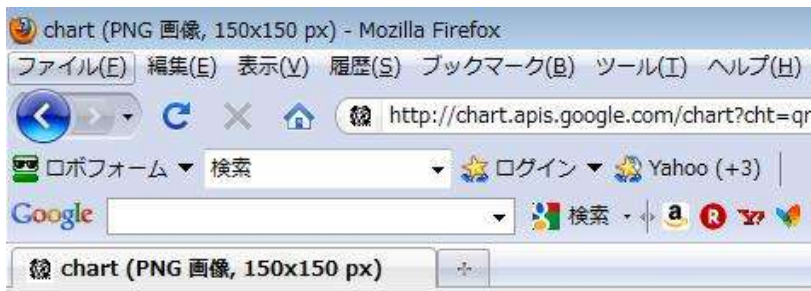 chart (PNG 画像, 150x150 px) - Mozilla Firefox
ファイル(F) 編集(E) 表示(V) 履歴(S) ブックマーク(B) ツール(T) ヘルプ(H)
http://chart.apis.google.com/chart?cht=qr
ロボフォーム 検索 ログイン Yahoo (+3)
Google 検索
chart (PNG 画像, 150x150 px)